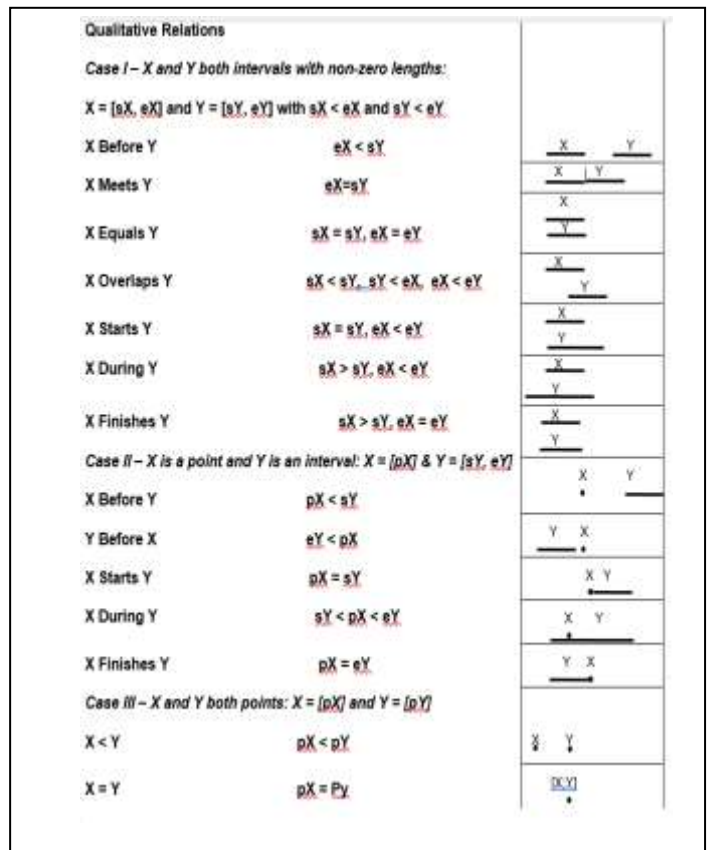 Qualitative Relations
Case I – X and Y both intervals with non-zero lengths:
X = [sX, eX] and Y = [sY, eY] with sX < eX and sY < eY
X Before Y eX < sY X Y
X Meets Y eX=sY X Y
X Equals Y sX = sY, eX = eY X Y
X Overlaps Y sX < sY, sY < eX, eX < eY X Y
X Starts Y sX = sY, eX < eY X Y
X During Y sX > sY, eX < eY X Y
X Finishes Y sX > sY, eX = eY X Y
Case II – X is a point and Y is an interval: X = [pX] & Y = [sY, eY]
X Before Y pX < sY X Y
Y Before X eY < pX Y X
X Starts Y pX = sY X Y
X During Y sY < pX < eY X Y
X Finishes Y pX = eY Y X
Case III – X and Y both points: X = [pX] and Y = [pY]
X < Y pX < pY X Y
X = Y pX = Py [X,Y]